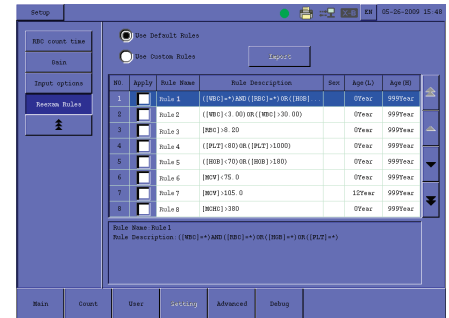 Setup
EN
05-26-2009 15:48
RBC count time
Gain
Input options
Reexam Rules
Use Default Rules
Use Custom Rules
Import
NO. Apply Rule Name Rule Description Sex Age(L) Age(H)
1 Rule 1 ([WBC]=*)AND([RBC]=*)OR([HGB]... 0Year 999Year
2 Rule 2 ([WBC]<3.00)OR([WBC]>30.00) 0Year 999Year
3 Rule 3 [RBC]>8.20 0Year 999Year
4 Rule 4 ([PLT]<80)OR([PLT]>1000) 0Year 999Year
5 Rule 5 ([HGB]<70)OR([HGB]>180) 0Year 999Year
6 Rule 6 [MCV]<75.0 0Year 999Year
7 Rule 7 [MCV]>105.0 12Year 999Year
8 Rule 8 [MCHC]>380 0Year 999Year
Rule Name:Rule1
Rule Description:([WBC]=*)AND([RBC]=*)OR([HGB]=*)OR([PLT]=*)
Main Count User Setting Advanced Debug